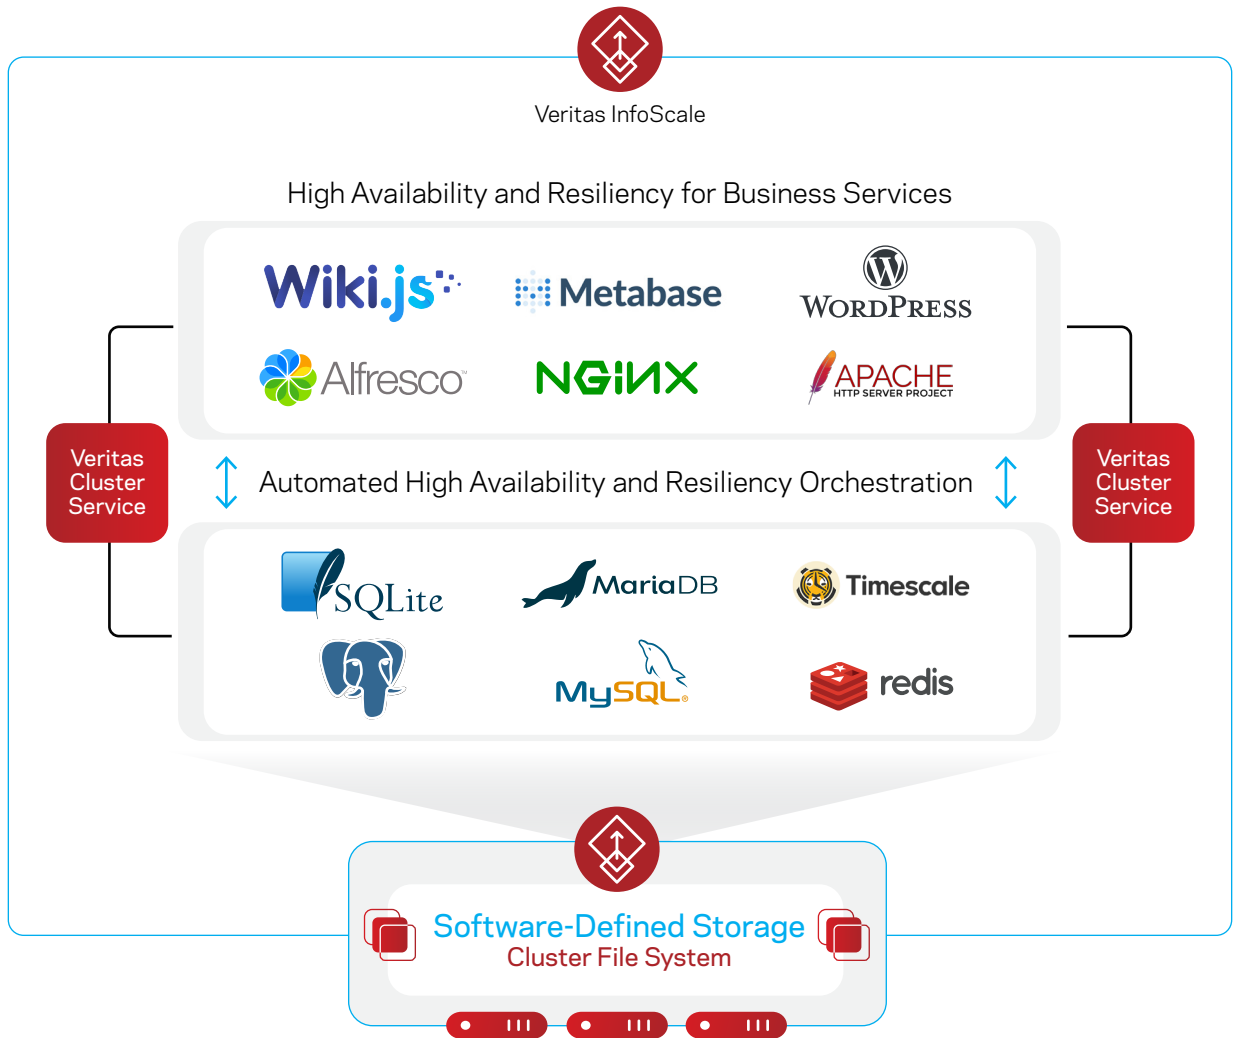 Veritas InfoScale
High Availability and Resiliency for Business Services
Wiki.js
Metabase
WORDPRESS
Alfresco™
NGINX
APACHE
HTTP SERVER PROJECT
Veritas
Cluster
Service
Automated High Availability and Resiliency Orchestration
Veritas
Cluster
Service
SQLite
MariaDB
Timescale
MySQL®
redis
Software-Defined Storage
Cluster File System